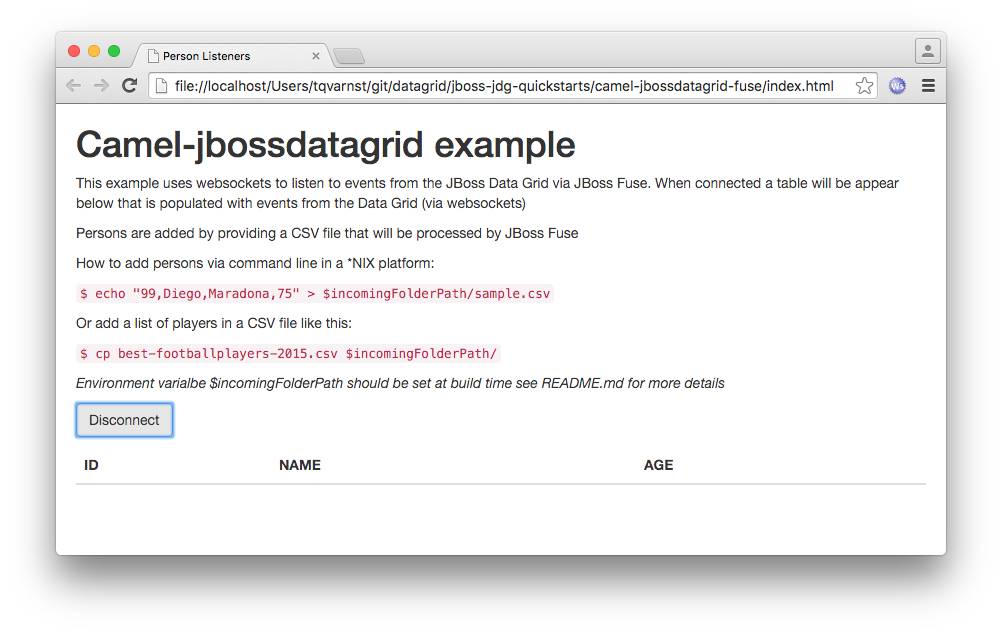 Person Listeners
file://localhost/Users/tqvarnst/git/datagrid/jboss-jdg-quickstarts/camel-jbossdatagrid-fuse/index.html
Ws
Camel-jbossdatagrid example
This example uses websockets to listen to events from the JBoss Data Grid via JBoss Fuse. When connected a table will be appear
below that is populated with events from the Data Grid (via websockets)
Persons are added by providing a CSV file that will be processed by JBoss Fuse
How to add persons via command line in a *NIX platform:
$ echo "99,Diego,Maradona,75" > $incomingFolderPath/sample.csv
Or add a list of players in a CSV file like this:
$ cp best-footballplayers-2015.csv $incomingFolderPath/
Environment varialbe $incomingFolderPath should be set at build time see README.md for more details
Disconnect
ID NAME AGE